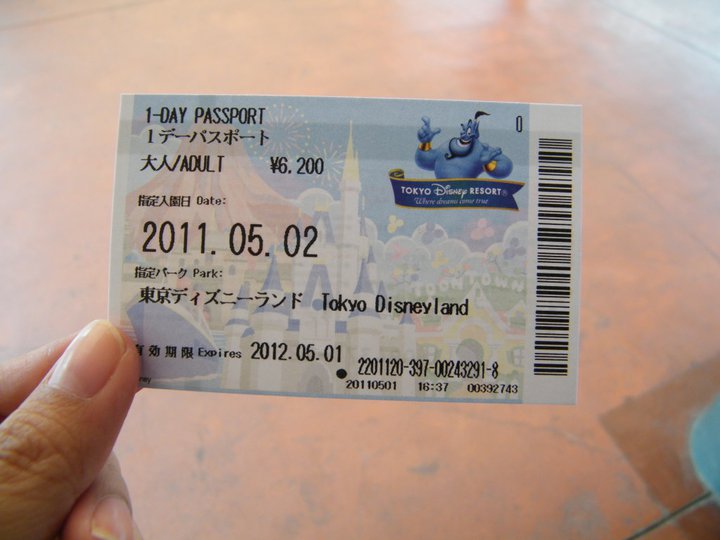 1-DAY PASSPORT
1デーパスポート
大人/ADULT ¥6,200
0
TOKYO Disney RESORT®
Where dreams come true
指定入園日 Date:
2011.05.02
指定パーク Park:
東京ディズニーランド Tokyo Disneyland
TOONTOWN
有効期限 Expires 2012.05.01
2201120-397-00243291-8
20110501 16:37 00392743